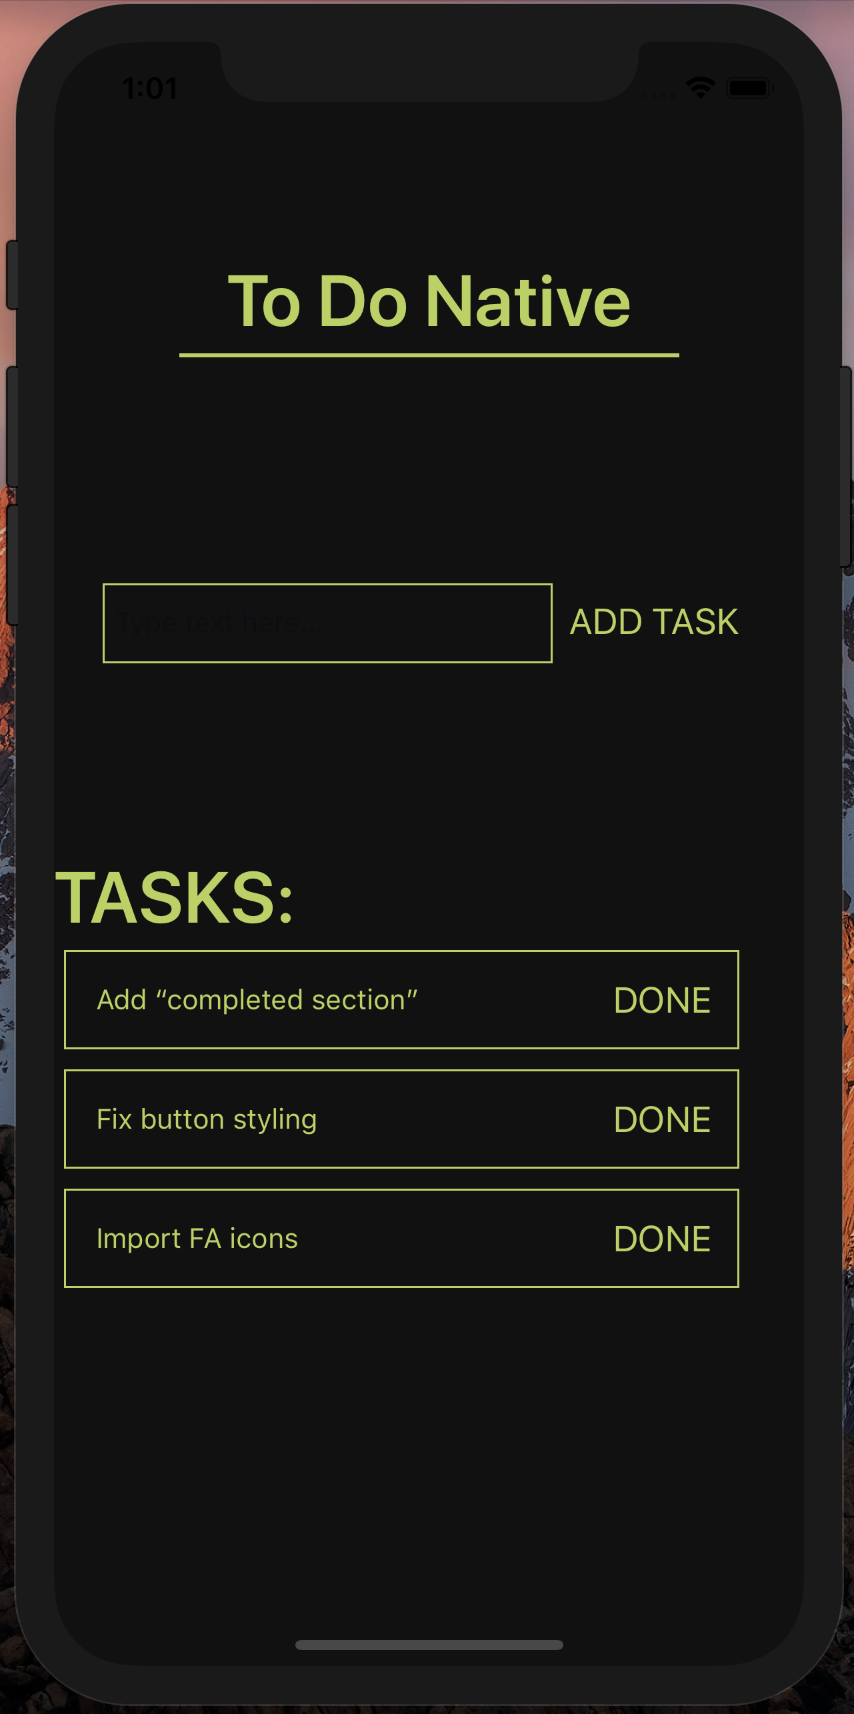 1:01
To Do Native
Type text here...
ADD TASK
TASKS:
Add “completed section”
DONE
Fix button styling
DONE
Import FA icons
DONE